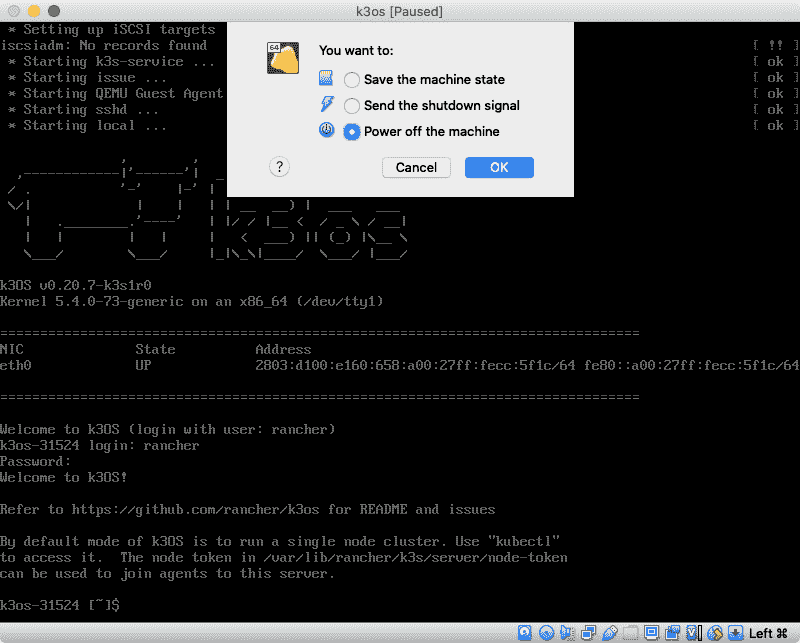 k3os [Paused]
* Setting up iSCSI targets
iscsiadm: No records found [ !! ]
* Starting k3s-service ... [ ok ]
* Starting issue ... [ ok ]
* Starting QEMU Guest Agent [ ok ]
* Starting sshd ... [ ok ]
* Starting local ... [ ok ]
64
You want to:
Save the machine state
Send the shutdown signal
Power off the machine
?
Cancel
OK
k3os
k3OS v0.20.7-k3s1r0
Kernel 5.4.0-73-generic on an x86_64 (/dev/tty1)
================================================================================
NIC State Address
eth0 UP 2803:d100:e160:658:a00:27ff:fecc:5f1c/64 fe80::a00:27ff:fecc:5f1c/64
================================================================================
Welcome to k3OS (login with user: rancher)
k3os-31524 login: rancher
Password:
Welcome to k3OS!
Refer to https://github.com/rancher/k3os for README and issues
By default mode of k3OS is to run a single node cluster. Use "kubectl"
to access it.  The node token in /var/lib/rancher/k3s/server/node-token
can be used to join agents to this server.
k3os-31524 [~]$
Left ⌘